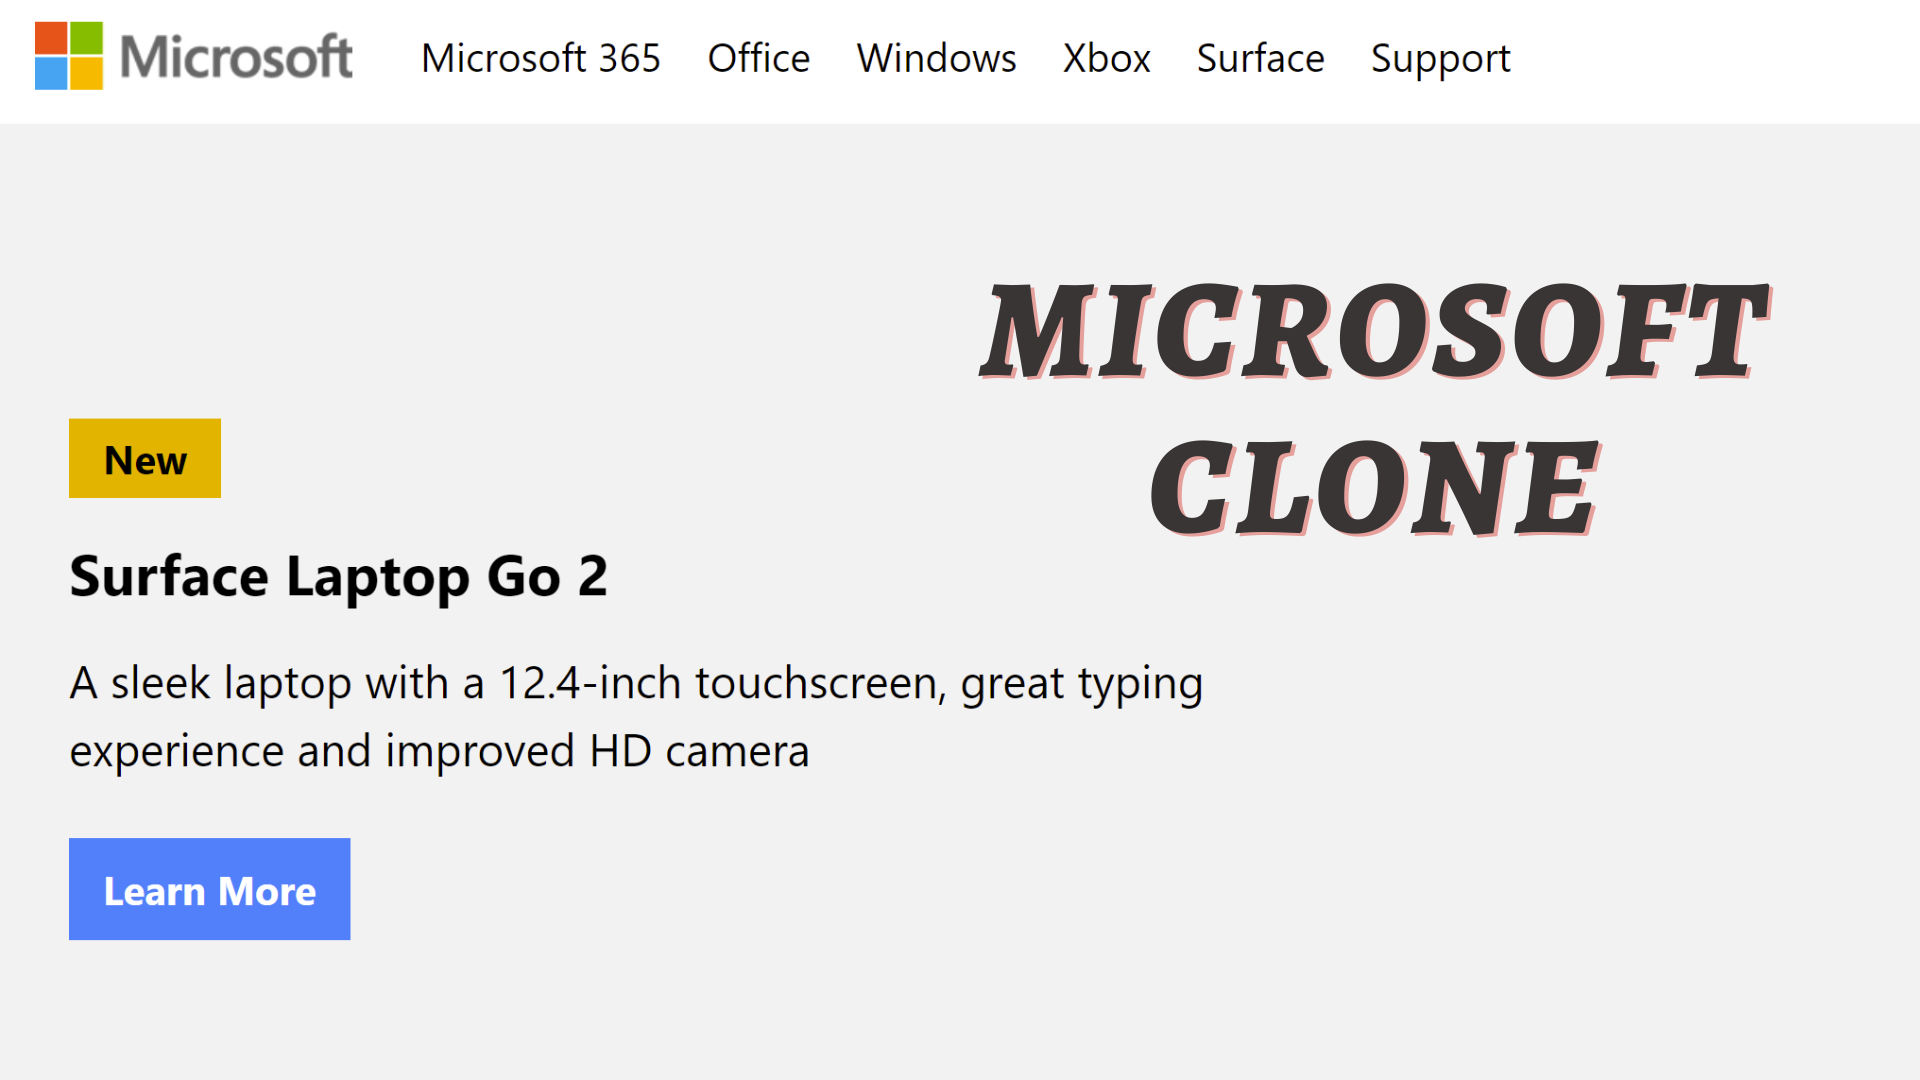 Microsoft
Microsoft 365 Office Windows Xbox Surface Support
MICROSOFT
CLONE
New
Surface Laptop Go 2
A sleek laptop with a 12.4-inch touchscreen, great typing
experience and improved HD camera
Learn More